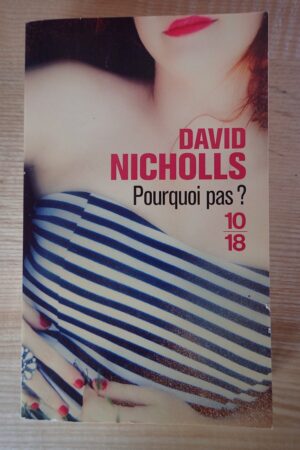 DAVID
NICHOLLS
Pourquoi pas ?
10
18